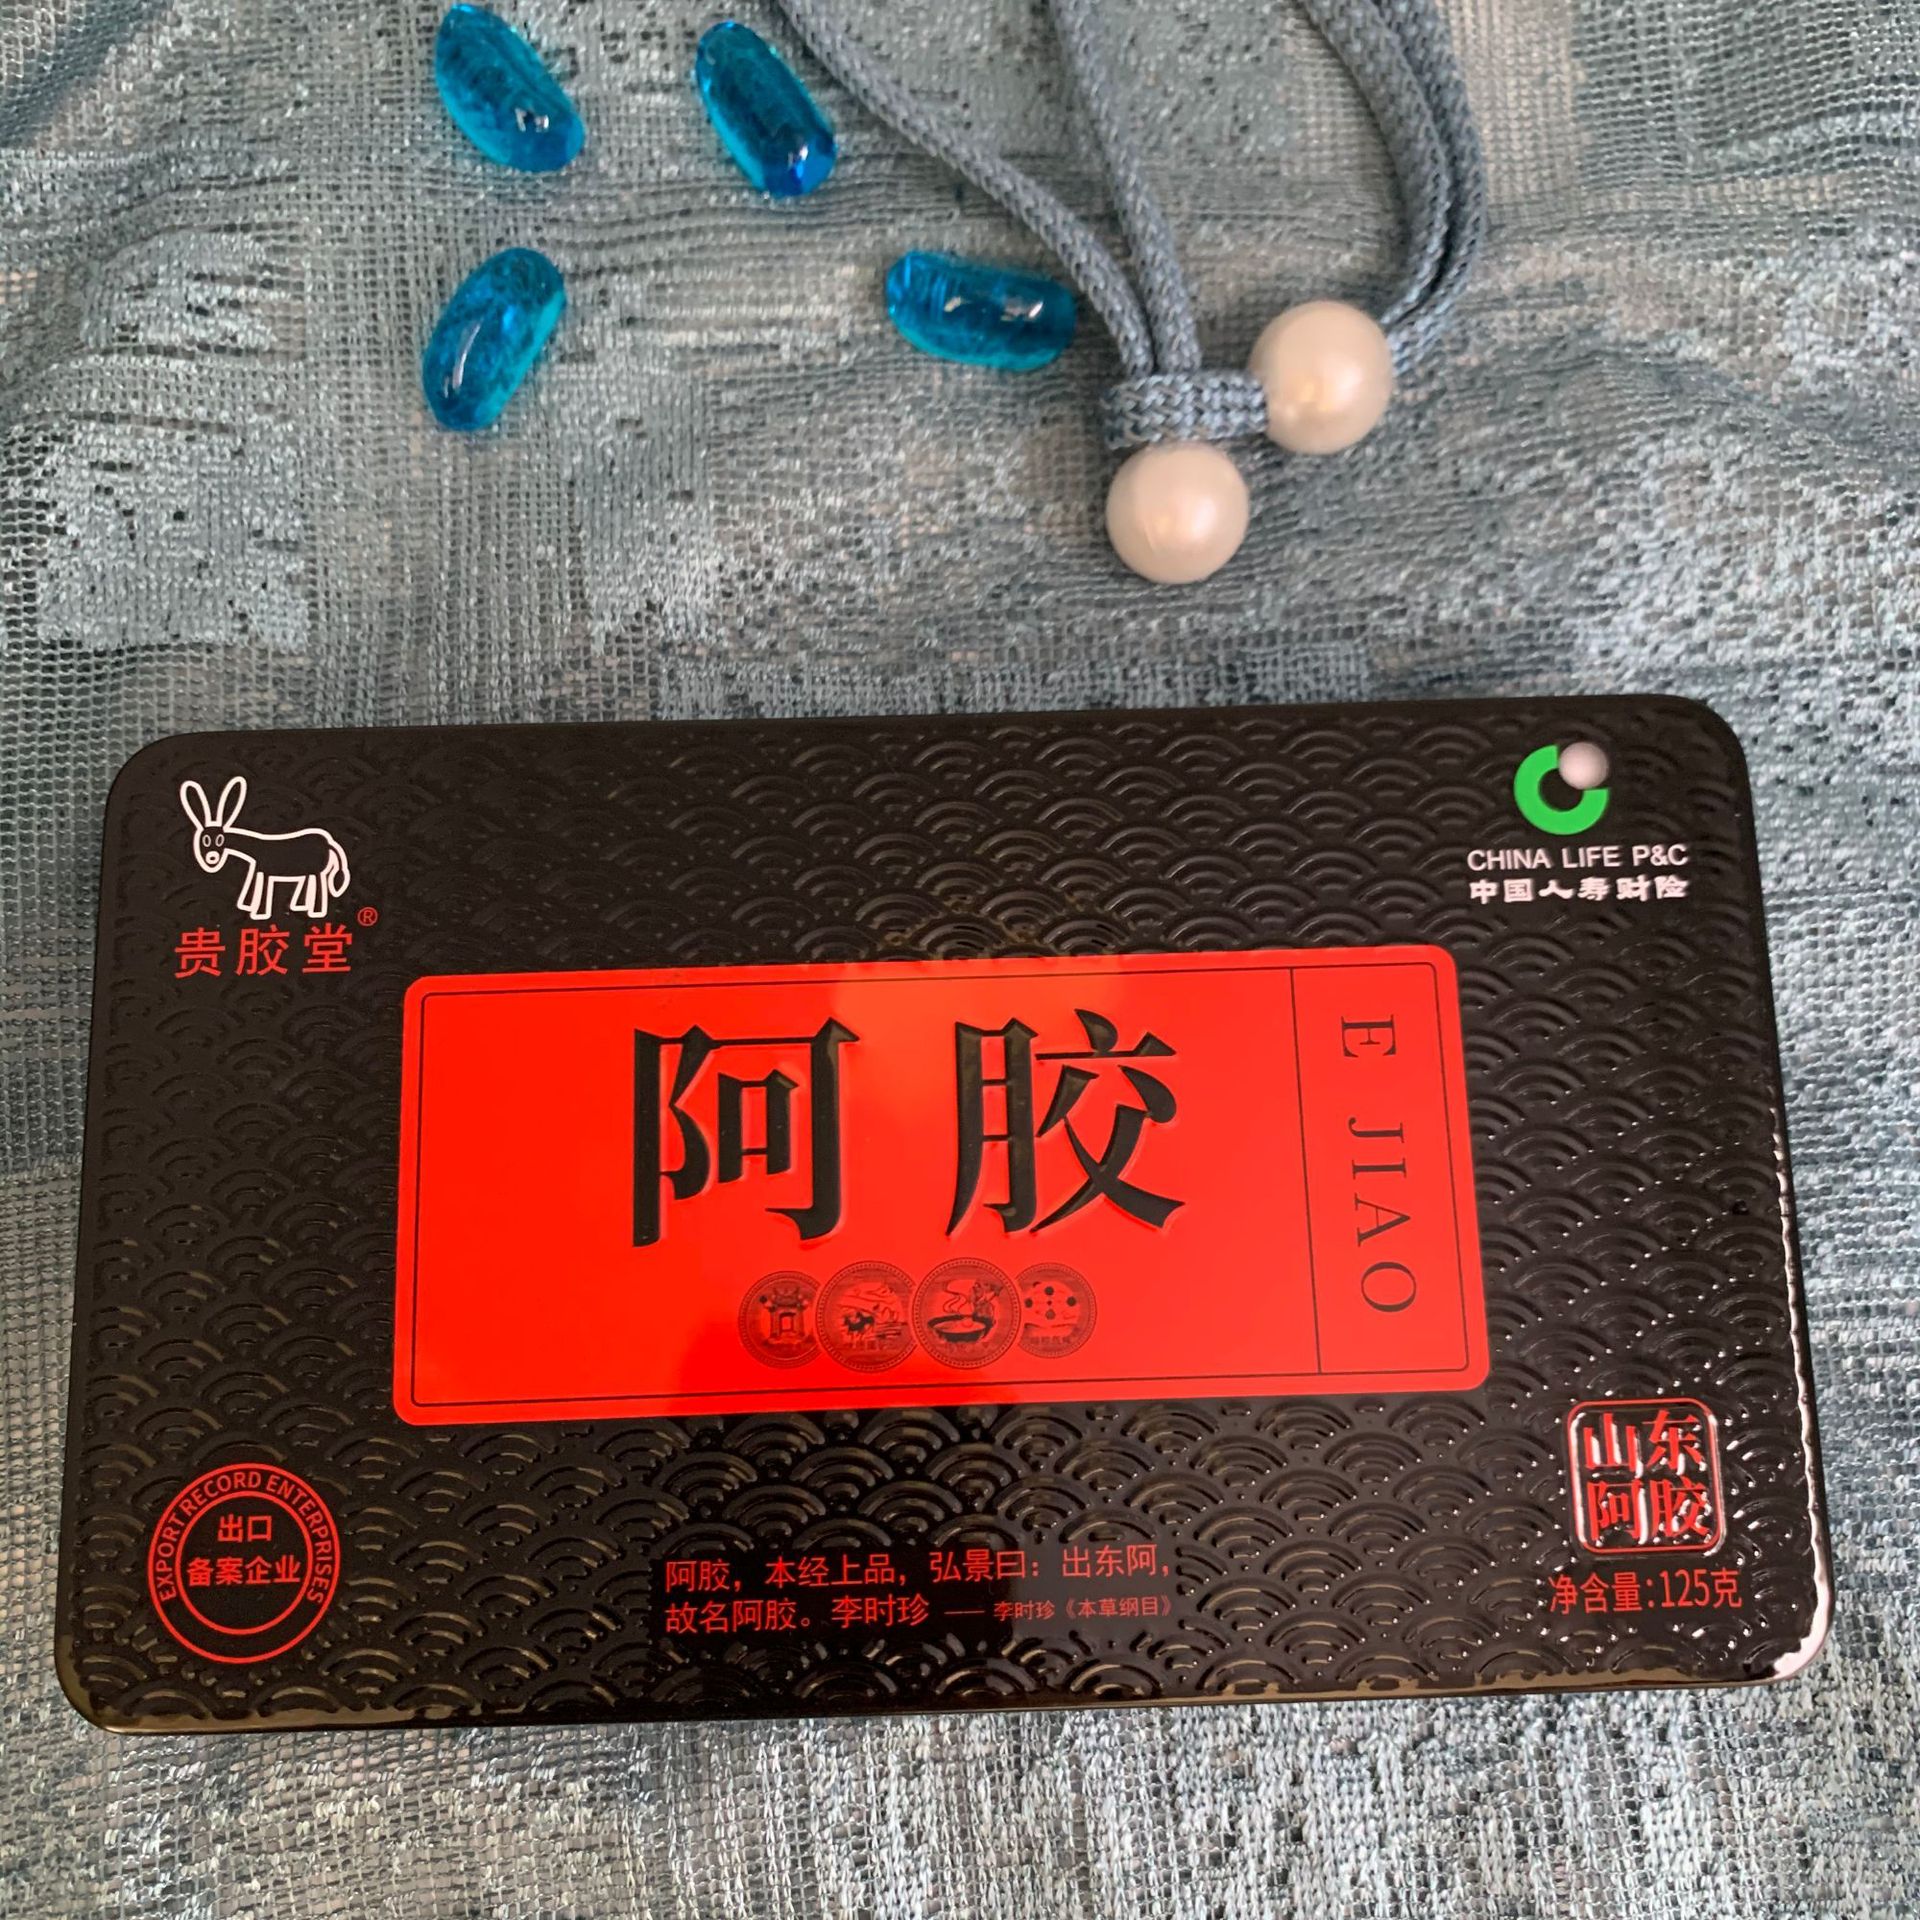 贵胶堂®
CHINA LIFE P&C
中国人寿财险
阿胶
E JIAO
EXPORT RECORD ENTERPRISES
出口
备案企业
阿胶，本经上品，弘景曰：出东阿，
故名阿胶。李时珍 —— 李时珍《本草纲目》
山东
阿胶
净含量:125克